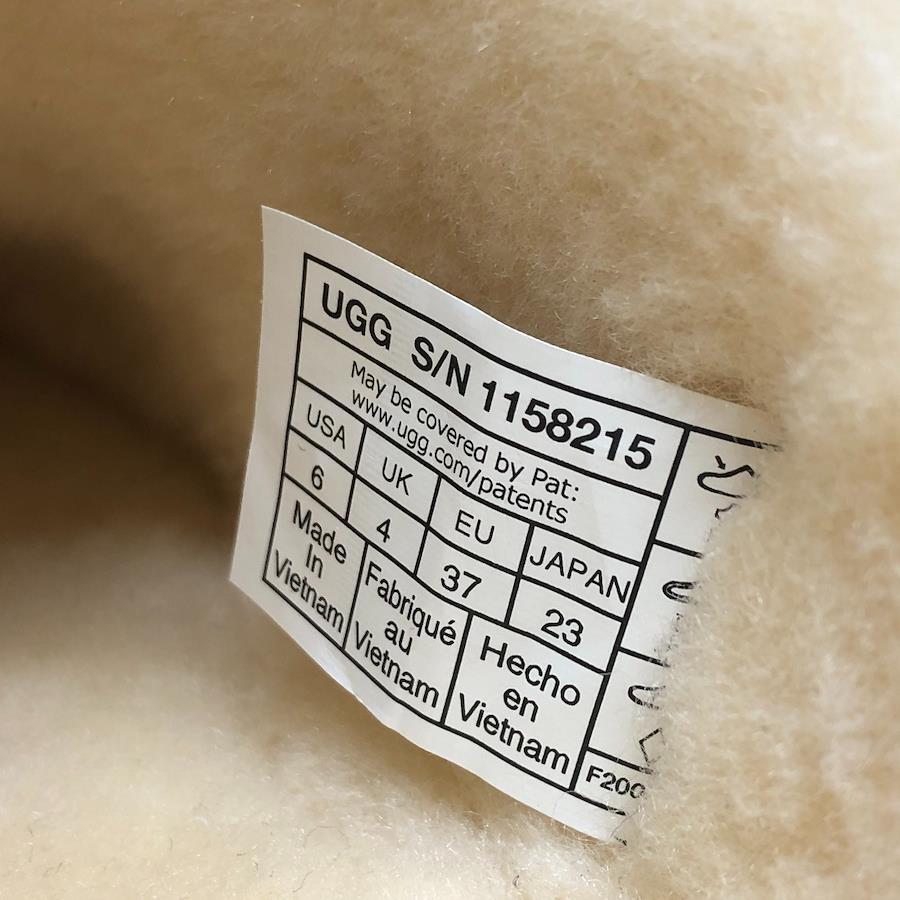 UGG S/N 1158215
May be covered by Pat:
www.ugg.com/patents
USA UK EU JAPAN
6 4 37 23
Made
In
Vietnam
Fabriqué
au
Vietnam
Hecho
en
Vietnam